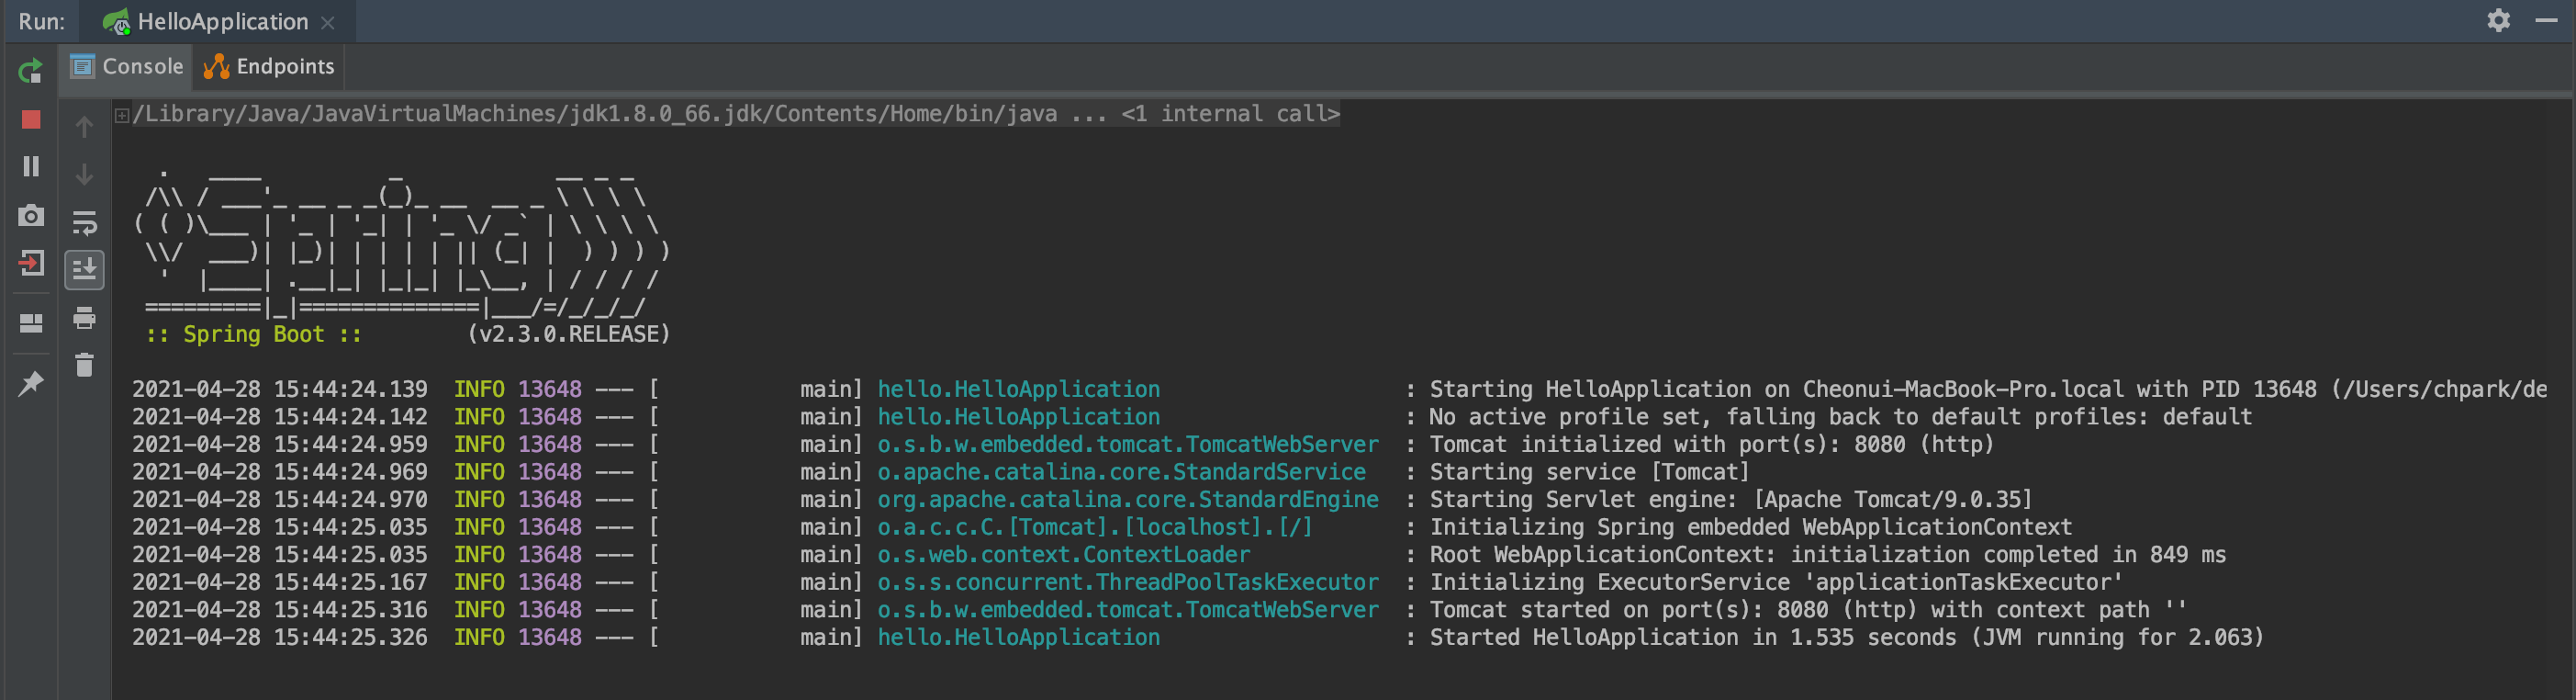 Run: HelloApplication
Console Endpoints
/Library/Java/JavaVirtualMachines/jdk1.8.0_66.jdk/Contents/Home/bin/java ... <1 internal call>
  .   ____          _            __ _ _
 /\\ / ___'_ __ _ _(_)_ __  __ _ \ \ \ \
( ( )\___ | '_ | '_| | '_ \/ _` | \ \ \ \
 \\/  ___)| |_)| | | | | || (_| |  ) ) ) )
  '  |____| .__|_| |_|_| |_\__, | / / / /
 =========|_|==============|___/=/_/_/_/
 :: Spring Boot ::        (v2.3.0.RELEASE)
2021-04-28 15:44:24.139  INFO 13648 --- [           main] hello.HelloApplication                   : Starting HelloApplication on Cheonui-MacBook-Pro.local with PID 13648 (/Users/chpark/de
2021-04-28 15:44:24.142  INFO 13648 --- [           main] hello.HelloApplication                   : No active profile set, falling back to default profiles: default
2021-04-28 15:44:24.959  INFO 13648 --- [           main] o.s.b.w.embedded.tomcat.TomcatWebServer  : Tomcat initialized with port(s): 8080 (http)
2021-04-28 15:44:24.969  INFO 13648 --- [           main] o.apache.catalina.core.StandardService   : Starting service [Tomcat]
2021-04-28 15:44:24.970  INFO 13648 --- [           main] org.apache.catalina.core.StandardEngine  : Starting Servlet engine: [Apache Tomcat/9.0.35]
2021-04-28 15:44:25.035  INFO 13648 --- [           main] o.a.c.c.C.[Tomcat].[localhost].[/]       : Initializing Spring embedded WebApplicationContext
2021-04-28 15:44:25.035  INFO 13648 --- [           main] o.s.web.context.ContextLoader            : Root WebApplicationContext: initialization completed in 849 ms
2021-04-28 15:44:25.167  INFO 13648 --- [           main] o.s.s.concurrent.ThreadPoolTaskExecutor  : Initializing ExecutorService 'applicationTaskExecutor'
2021-04-28 15:44:25.316  INFO 13648 --- [           main] o.s.b.w.embedded.tomcat.TomcatWebServer  : Tomcat started on port(s): 8080 (http) with context path ''
2021-04-28 15:44:25.326  INFO 13648 --- [           main] hello.HelloApplication                   : Started HelloApplication in 1.535 seconds (JVM running for 2.063)